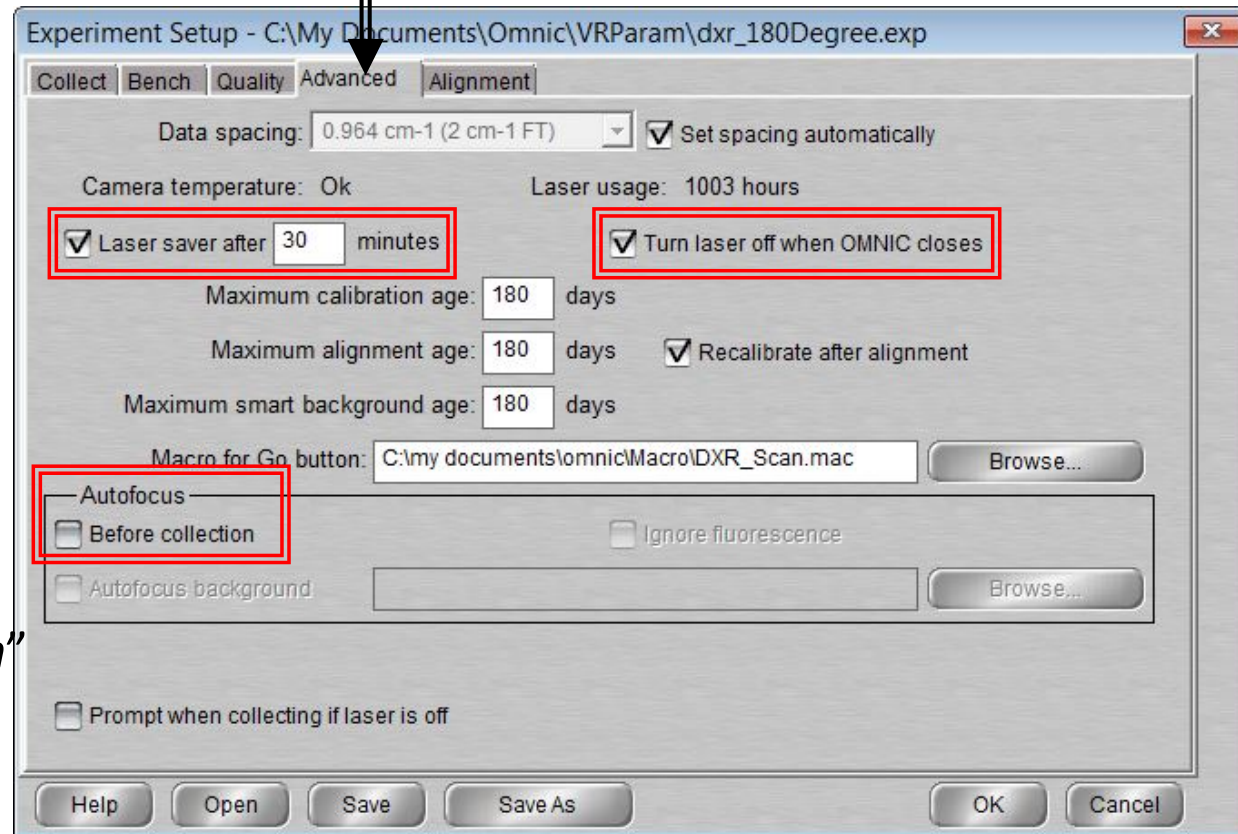 Experiment Setup - C:\My Documents\Omnic\VRParam\dxr_180Degree.exp
Collect Bench Quality Advanced Alignment
Data spacing: 0.964 cm-1 (2 cm-1 FT) Set spacing automatically
Camera temperature: Ok Laser usage: 1003 hours
Laser saver after 30 minutes Turn laser off when OMNIC closes
Maximum calibration age: 180 days
Maximum alignment age: 180 days Recalibrate after alignment
Maximum smart background age: 180 days
Macro for Go button: C:\my documents\omnic\Macro\DXR_Scan.mac Browse...
Autofocus
Before collection Ignore fluorescence
Autofocus background Browse...
Prompt when collecting if laser is off
Help Open Save Save As OK Cancel